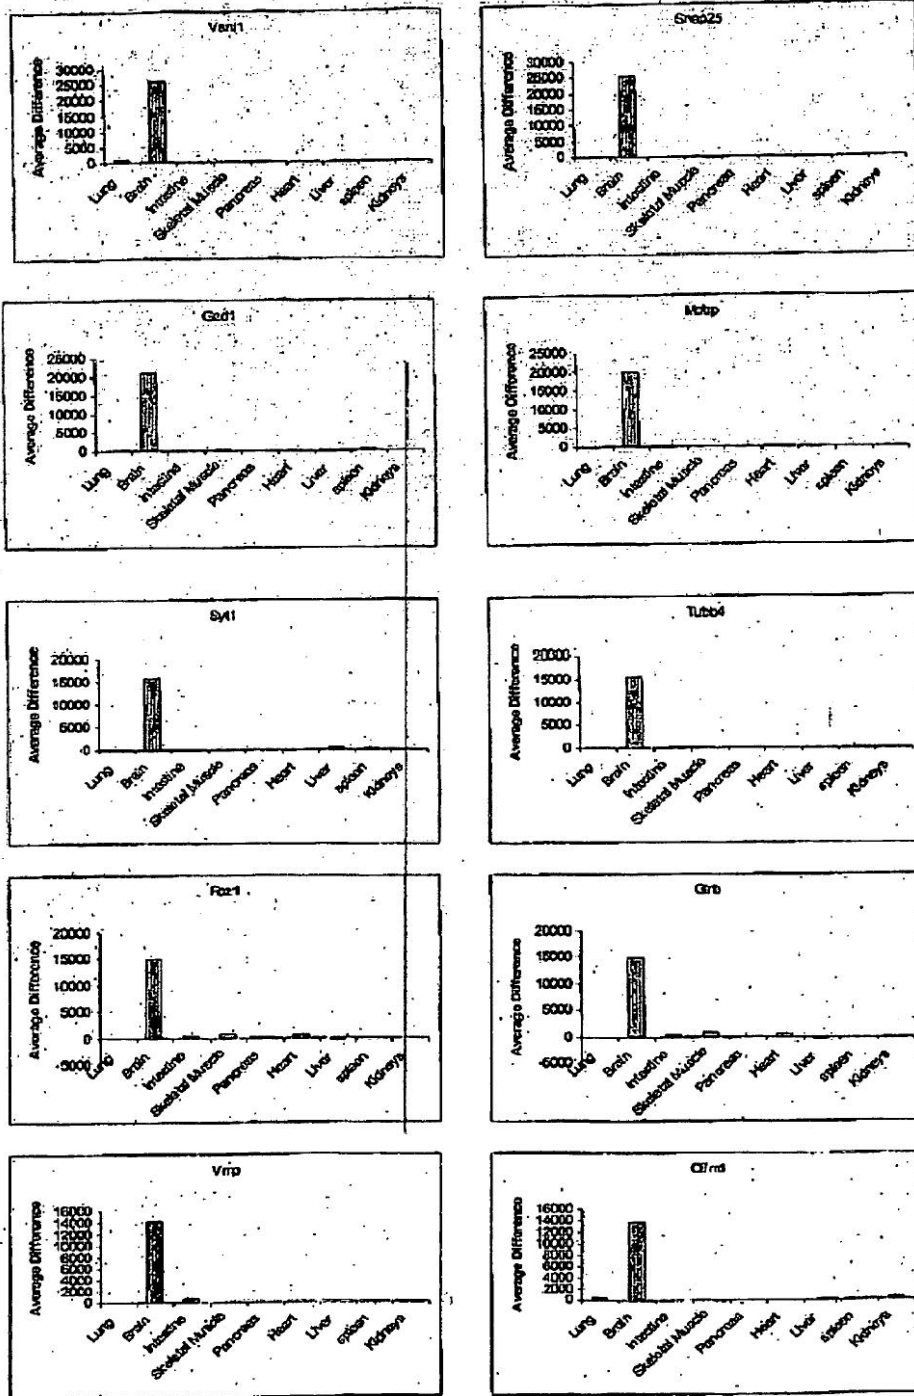 Vsnl1
Average Difference
30000
25000
20000
15000
10000
5000
0
Lung
Brain
Intestine
Skeletal Muscle
Pancreas
Heart
Liver
spleen
Kidneys
Snap25
Average Difference
30000
25000
20000
15000
10000
5000
0
Lung
Brain
Intestine
Skeletal Muscle
Pancreas
Heart
Liver
spleen
Kidneys
Gad1
Average Difference
25000
20000
15000
10000
5000
0
Lung
Brain
Intestine
Skeletal Muscle
Pancreas
Heart
Liver
spleen
Kidneys
Mobp
Average Difference
25000
20000
15000
10000
5000
0
Lung
Brain
Intestine
Skeletal Muscle
Pancreas
Heart
Liver
spleen
Kidneys
Syt1
Average Difference
20000
15000
10000
5000
0
Lung
Brain
Intestine
Skeletal Muscle
Pancreas
Heart
Liver
spleen
Kidneys
Tubb4
Average Difference
20000
15000
10000
5000
0
Lung
Brain
Intestine
Skeletal Muscle
Pancreas
Heart
Liver
spleen
Kidneys
Average Difference
20000
15000
10000
5000
0
-5000
Lung
Brain
Intestine
Skeletal Muscle
Pancreas
Heart
Liver
spleen
Kidneys
Average Difference
20000
15000
10000
5000
0
-5000
Lung
Brain
Intestine
Skeletal Muscle
Pancreas
Heart
Liver
spleen
Kidneys
Vmp
Average Difference
16000
14000
12000
10000
8000
6000
4000
2000
0
Lung
Brain
Intestine
Skeletal Muscle
Pancreas
Heart
Liver
spleen
Kidneys
Average Difference
16000
14000
12000
10000
8000
6000
4000
2000
0
Lung
Brain
Intestine
Skeletal Muscle
Pancreas
Heart
Liver
spleen
Kidneys